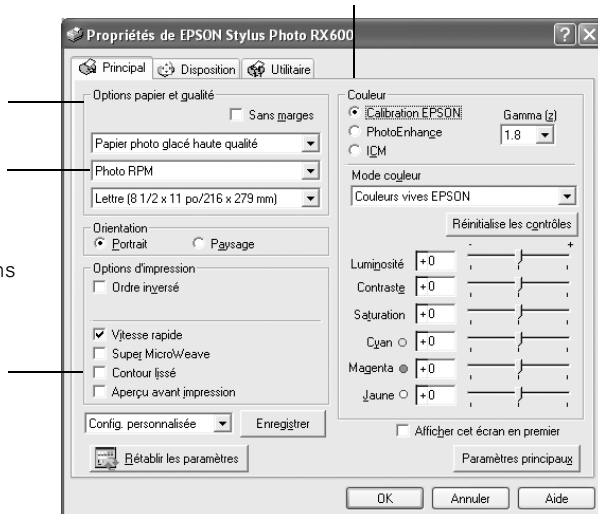 Propriétés de EPSON Stylus Photo RX600
Principal
Disposition
Utilitaire
Options papier et qualité
Sans marges
Papier photo glacé haute qualité
Photo RPM
Lettre (8 1/2 x 11 po/216 x 279 mm)
Orientation
Portrait
Paysage
ns
Options d'impression
Ordre inversé
Vitesse rapide
Super MicroWeave
Contour lissé
Aperçu avant impression
Config. personnalisée
Enregistrer
Rétablir les paramètres
Couleur
Calibration EPSON
PhotoEnhance
ICM
Gamma (z)
1.8
Mode couleur
Couleurs vives EPSON
Réinitialise les contrôles
- +
Luminosité +0
Contraste +0
Saturation +0
Cyan +0
Magenta +0
Jaune +0
Afficher cet écran en premier
Paramètres principaux
OK
Annuler
Aide